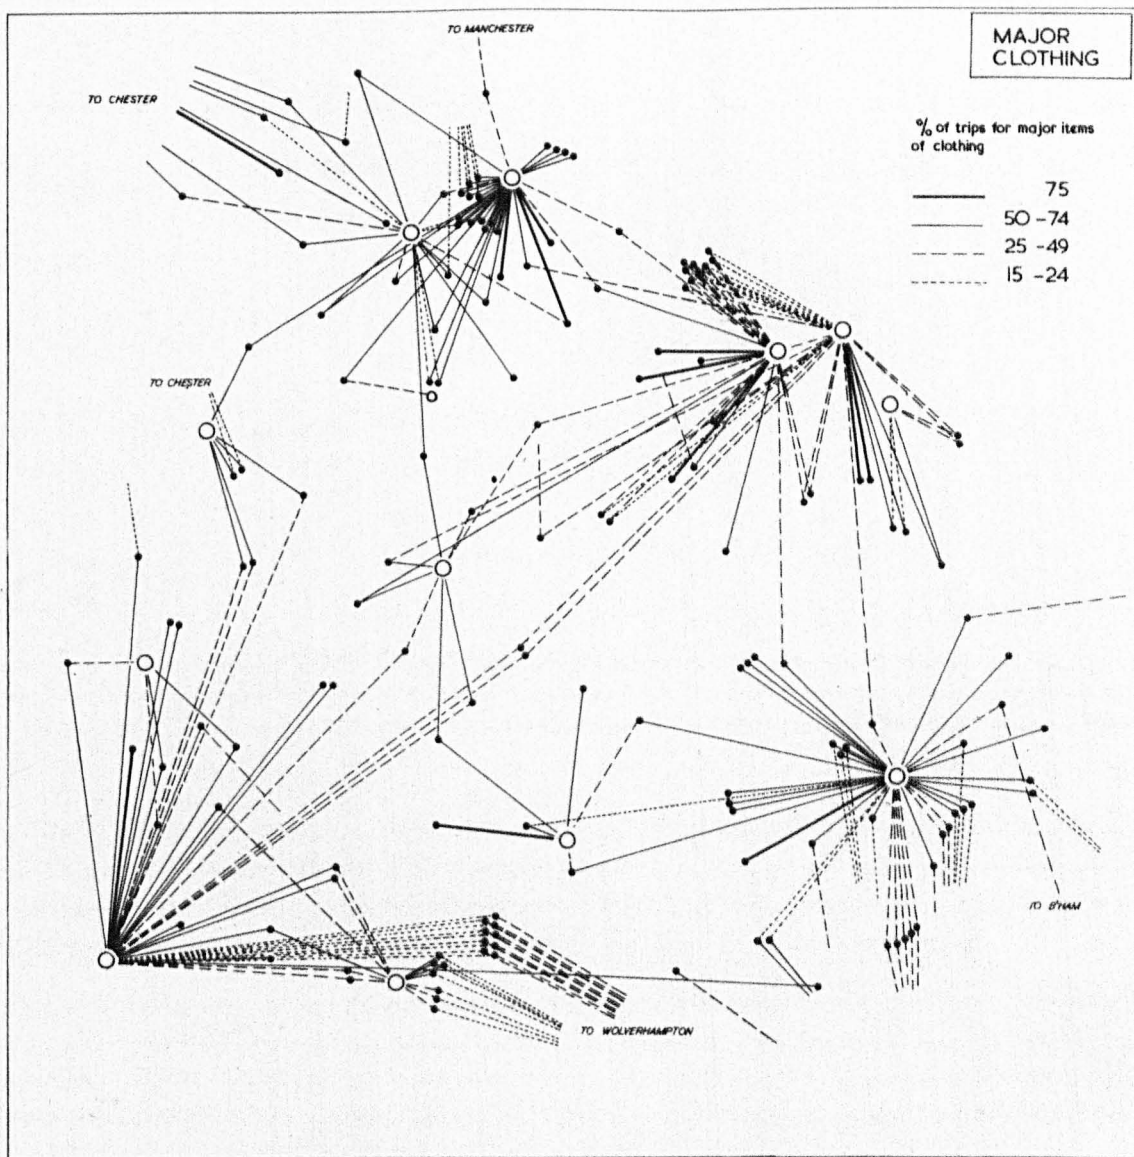 TO MANCHESTER
MAJOR
CLOTHING
TO CHESTER
% of trips for major items
of clothing
75
50 - 74
25 - 49
15 - 24
TO CHESTER
TO B'HAM
TO WOLVERHAMPTON